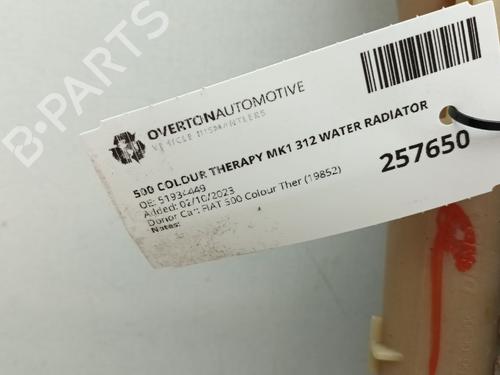 B-PARTS
OVERTONAUTOMOTIVE
VEHICLE DISMANTLERS
500 COLOUR THERAPY MK1 312 WATER RADIATOR
OE: 51934449
Added: 02/10/2023
Donor Car: FIAT 500 Colour Ther (19852)
Notes:
257650